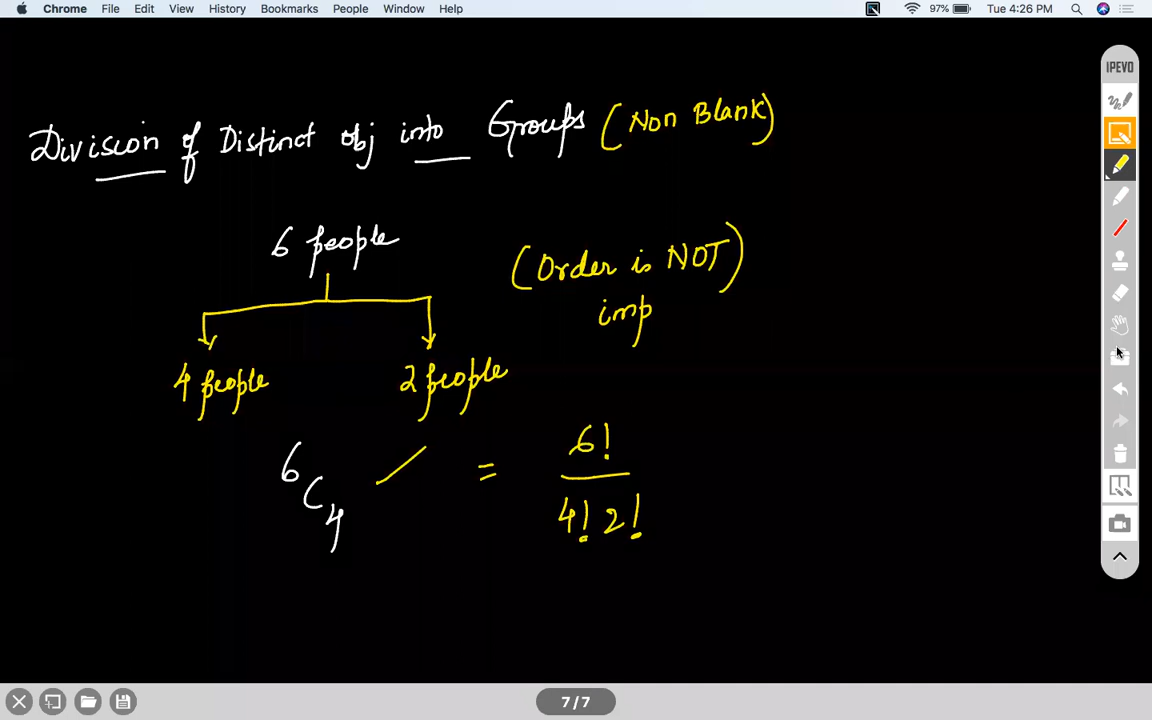 Chrome File Edit View History Bookmarks People Window Help 97% Tue 4:26 PM
IPEVO
Division of Distinct obj into Groups (Non Blank)
6 people
(Order is NOT)
imp
4 people 2 people
6C4 = 6!
4! 2!
7/7